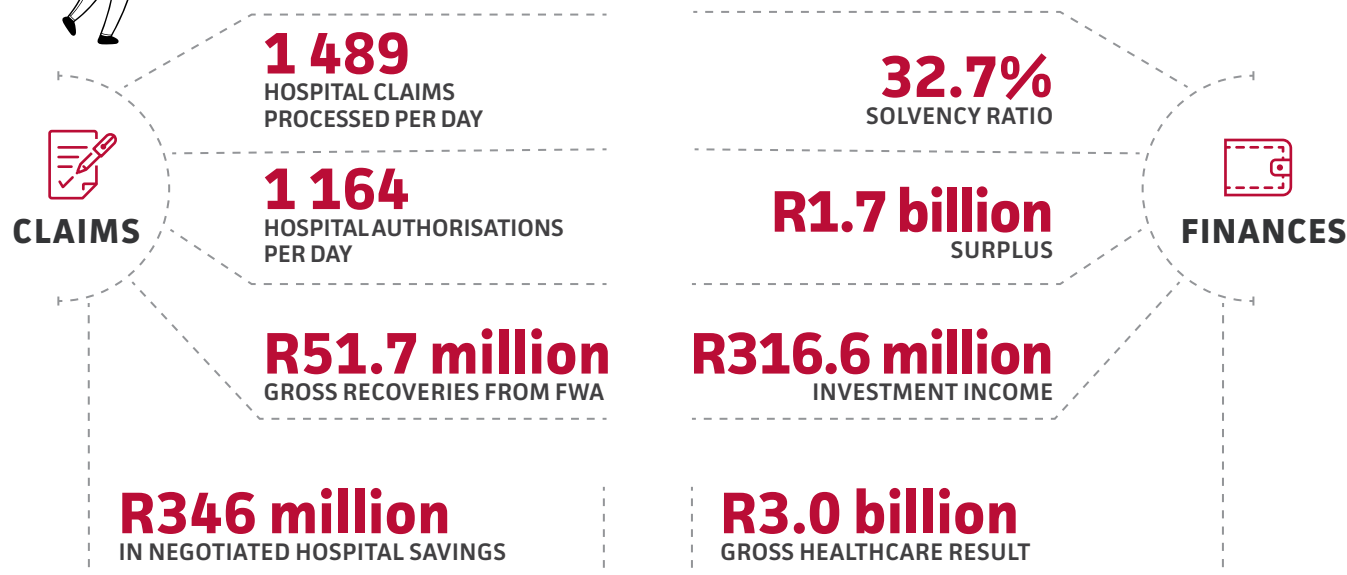 CLAIMS
1 489
HOSPITAL CLAIMS
PROCESSED PER DAY
1 164
HOSPITAL AUTHORISATIONS
PER DAY
R51.7 million
GROSS RECOVERIES FROM FWA
R346 million
IN NEGOTIATED HOSPITAL SAVINGS
FINANCES
32.7%
SOLVENCY RATIO
R1.7 billion
SURPLUS
R316.6 million
INVESTMENT INCOME
R3.0 billion
GROSS HEALTHCARE RESULT